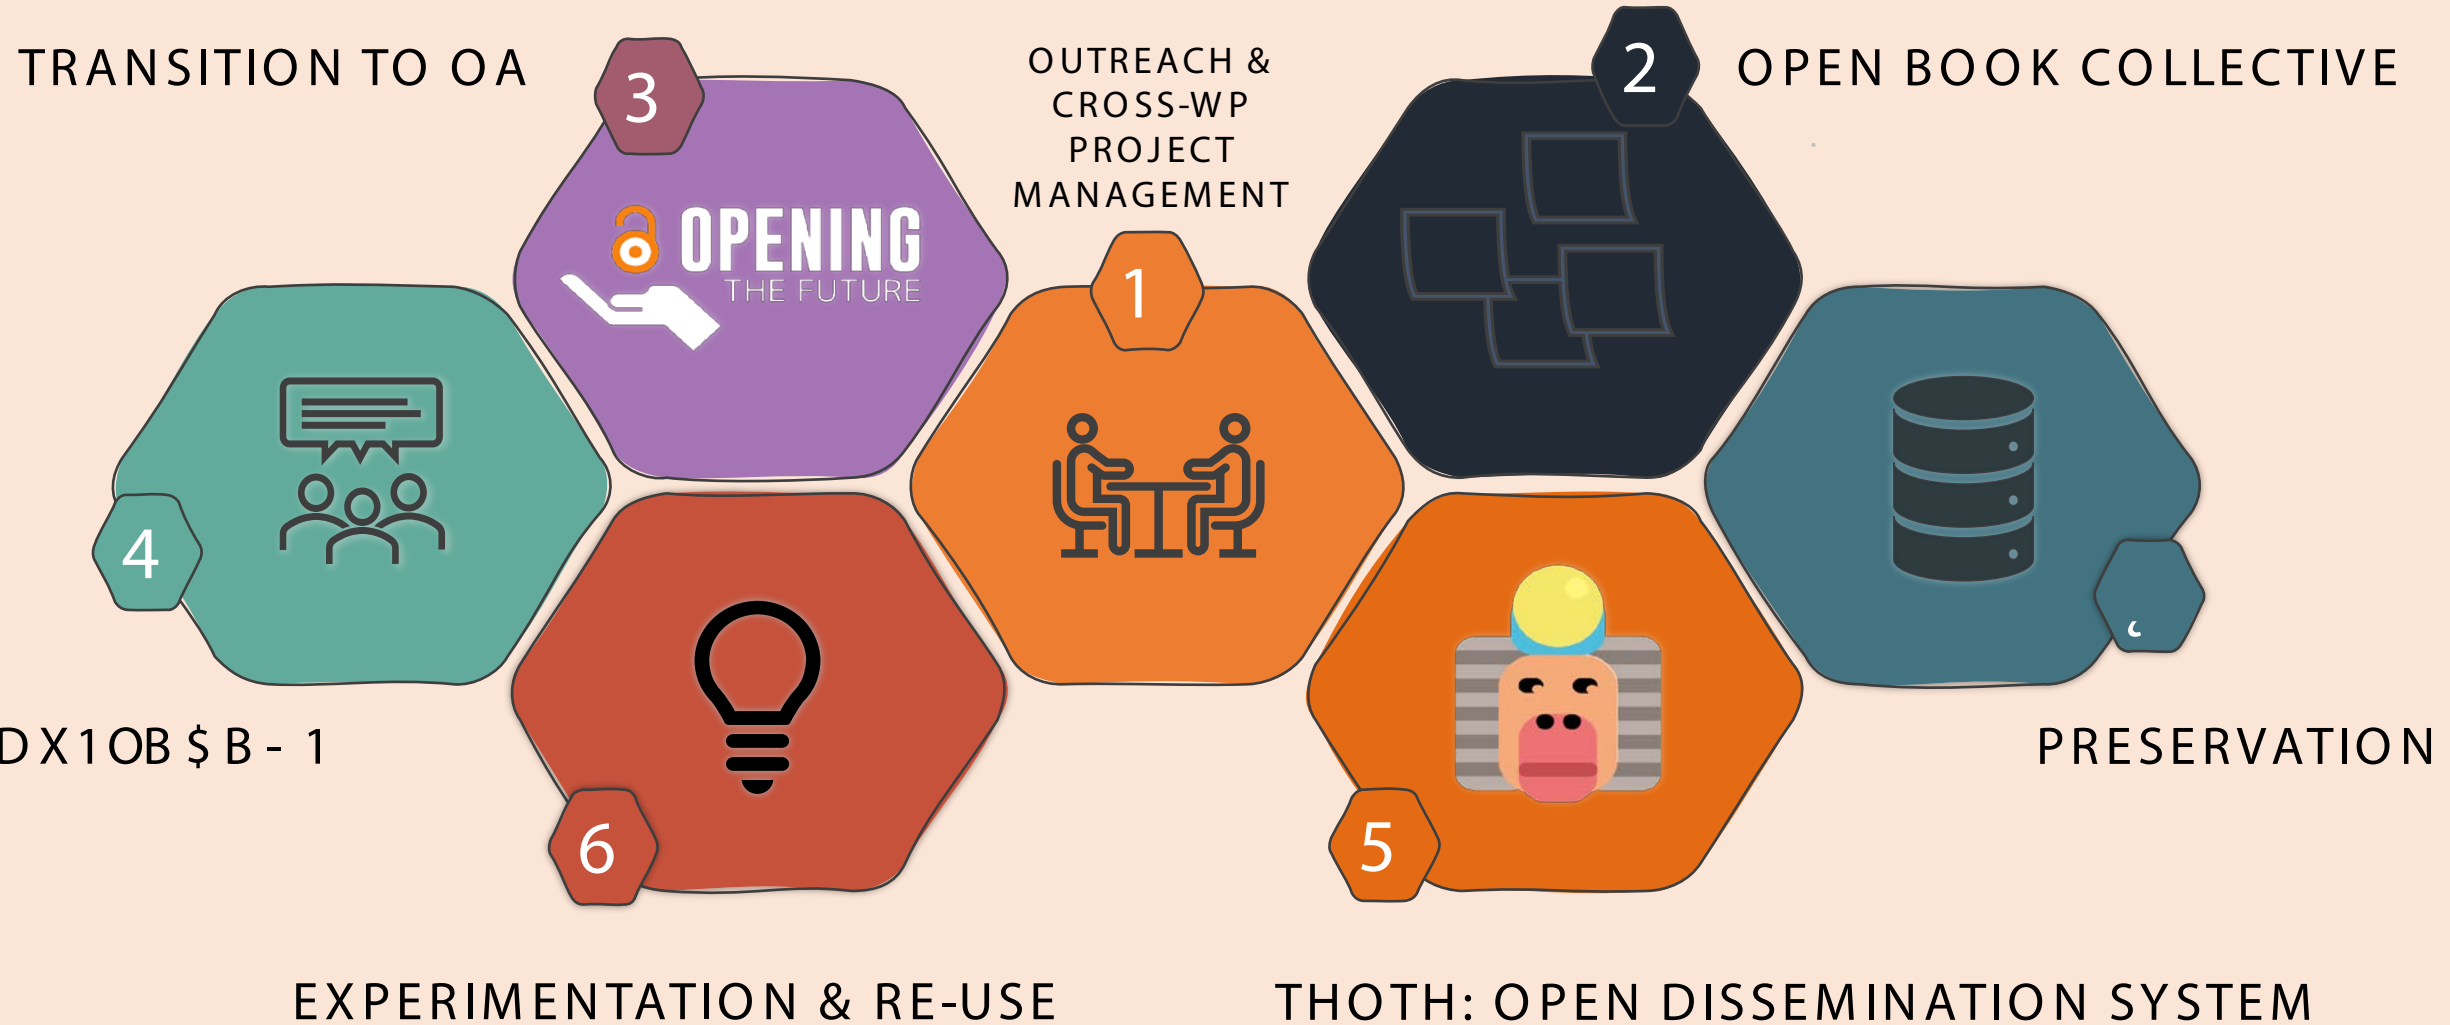 TRANSITION TO OA
3
OUTREACH &
CROSS-WP
PROJECT
MANAGEMENT
2
OPEN BOOK COLLECTIVE
OPENING
THE FUTURE
1
4
DX1OB$B-1
PRESERVATION
6
5
EXPERIMENTATION & RE-USE
THOTH: OPEN DISSEMINATION SYSTEM